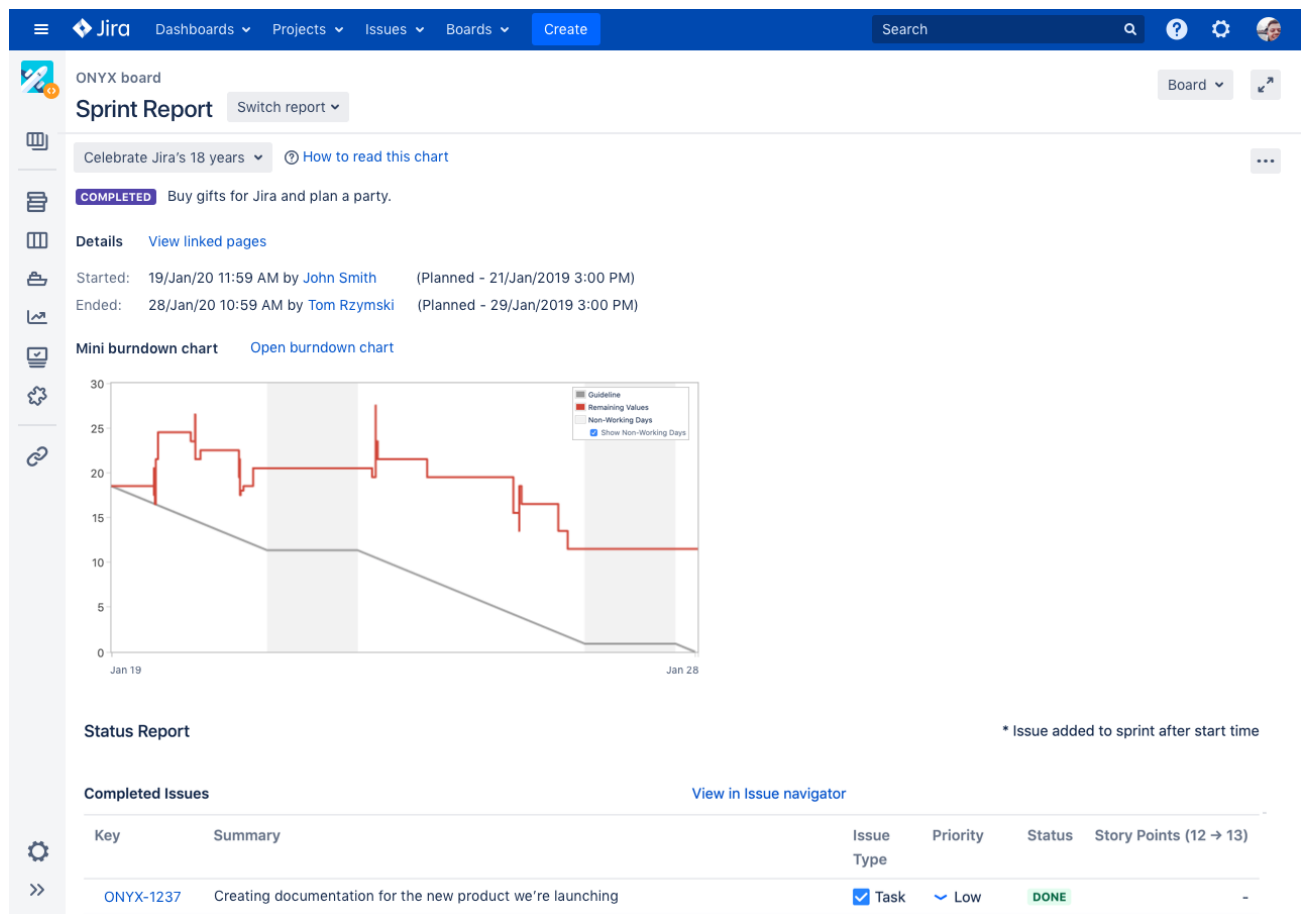 Jira Dashboards Projects Issues Boards Create Search
ONYX board
Board
Sprint Report Switch report
Celebrate Jira's 18 years How to read this chart
COMPLETED Buy gifts for Jira and plan a party.
Details View linked pages
Started: 19/Jan/20 11:59 AM by John Smith (Planned - 21/Jan/2019 3:00 PM)
Ended: 28/Jan/20 10:59 AM by Tom Rzymski (Planned - 29/Jan/2019 3:00 PM)
Mini burndown chart Open burndown chart
30
Guideline
Remaining Values
Non-Working Days
Show Non-Working Days
25
20
15
10
5
0
Jan 19 Jan 28
Status Report * Issue added to sprint after start time
Completed Issues View in Issue navigator
Key Summary Issue Type Priority Status Story Points (12 → 13)
ONYX-1237 Creating documentation for the new product we're launching Task Low DONE -